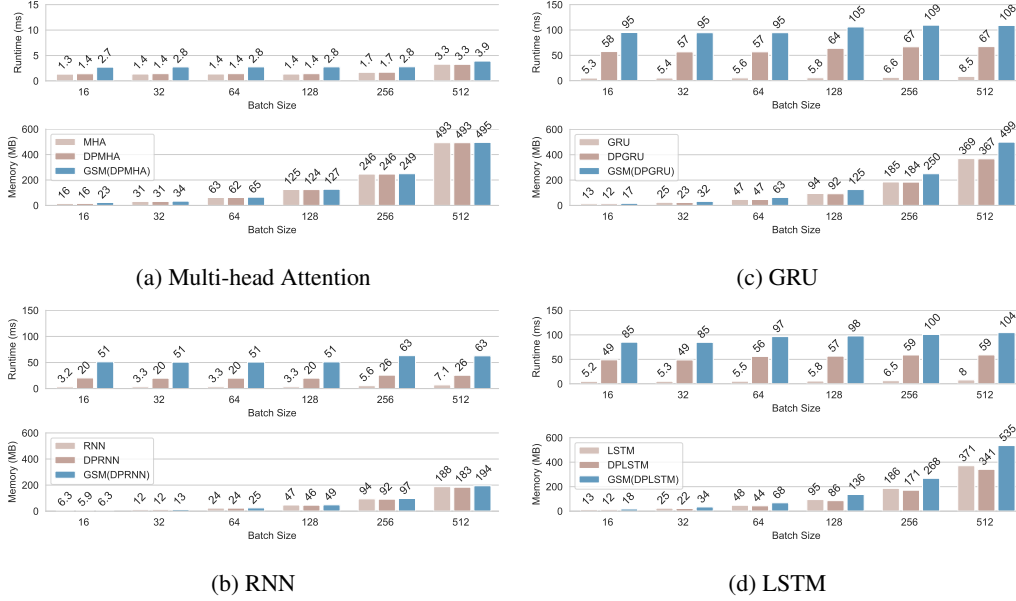 Runtime (ms)
15
10
5
0
1.3 1.4 2.7 1.4 1.4 2.8 1.4 1.4 2.8 1.4 1.4 2.8 1.7 1.7 2.8 3.3 3.3 3.9
16 32 64 128 256 512
Batch Size
Memory (MB)
600
400
200
0
MHA
DPMHA
GSM(DPMHA)
16 16 23 31 31 34 63 62 65 125 124 127 246 246 249 493 493 495
16 32 64 128 256 512
Batch Size
(a) Multi-head Attention
Runtime (ms)
150
100
50
0
5.3 58 95 5.4 57 95 5.6 57 95 5.8 64 105 6.6 67 109 8.5 67 108
16 32 64 128 256 512
Batch Size
Memory (MB)
600
400
200
0
GRU
DPGRU
GSM(DPGRU)
13 12 17 25 23 32 47 47 63 94 92 125 185 184 250 369 367 499
16 32 64 128 256 512
Batch Size
(c) GRU
Runtime (ms)
150
100
50
0
3.2 20 51 3.3 20 51 3.3 20 51 3.3 20 51 5.6 26 63 7.1 26 63
16 32 64 128 256 512
Batch Size
Memory (MB)
600
400
200
0
RNN
DPRNN
GSM(DPRNN)
6.3 5.9 6.3 12 12 13 24 24 25 47 46 49 94 92 97 188 183 194
16 32 64 128 256 512
Batch Size
(b) RNN
Runtime (ms)
150
100
50
0
5.2 49 85 5.3 49 85 5.5 56 97 5.8 57 98 6.5 59 100 8 59 104
16 32 64 128 256 512
Batch Size
Memory (MB)
600
400
200
0
LSTM
DPLSTM
GSM(DPLSTM)
13 12 18 25 22 34 48 44 68 95 86 136 186 171 268 371 341 535
16 32 64 128 256 512
Batch Size
(d) LSTM